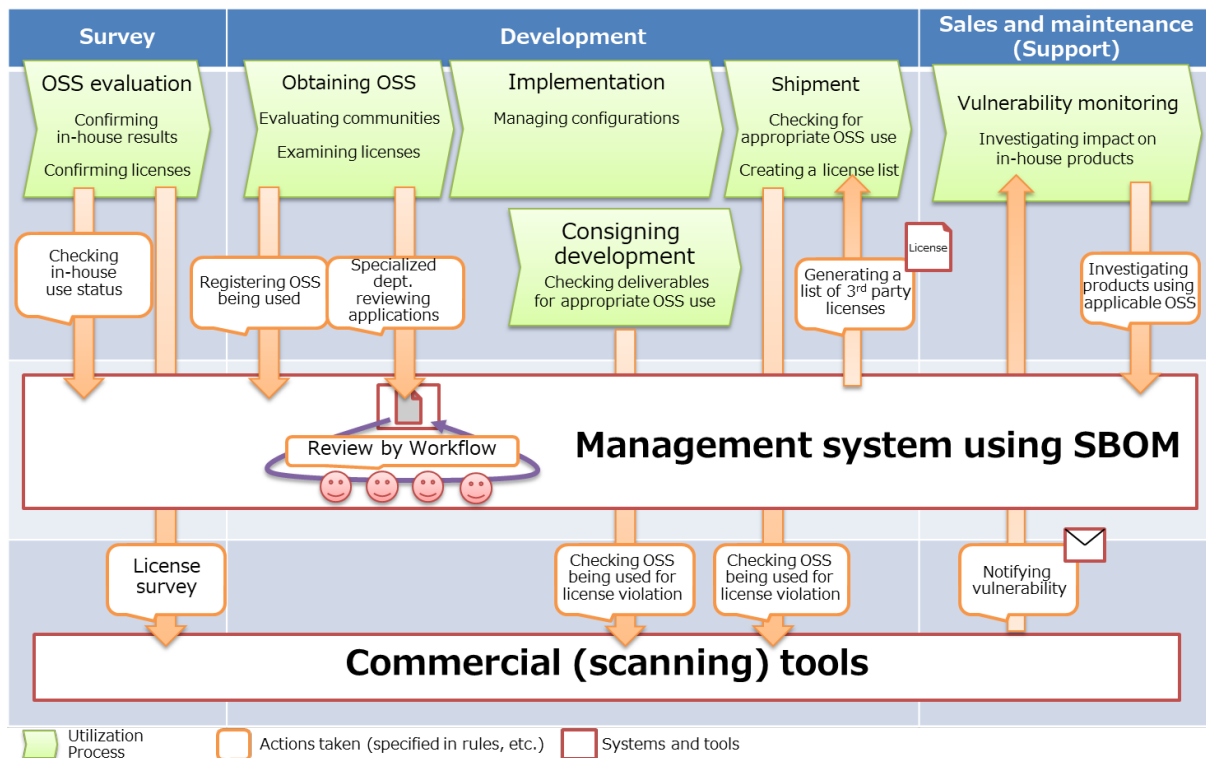 Survey
Development
Sales and maintenance
(Support)
OSS evaluation
Confirming
in-house results
Confirming licenses
Obtaining OSS
Evaluating communities
Examining licenses
Implementation
Managing configurations
Shipment
Checking for
appropriate OSS use
Creating a license list
Vulnerability monitoring
Investigating impact on
in-house products
Consigning
development
Checking deliverables
for appropriate OSS use
Checking
in-house
use status
Registering OSS
being used
Specialized
dept.
reviewing
applications
License
Generating a
list of 3rd party
licenses
Investigating
products using
applicable OSS
Review by Workflow
Management system using SBOM
License
survey
Checking OSS
being used for
license violation
Checking OSS
being used for
license violation
Notifying
vulnerability
Commercial (scanning) tools
Utilization
Process
Actions taken (specified in rules, etc.)
Systems and tools